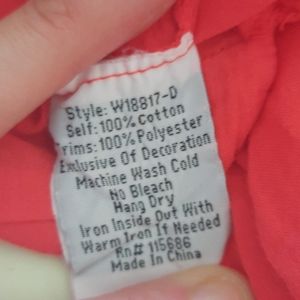 Style: W18817-D
Self: 100% Cotton
rims: 100% Polyester
Exclusive Of Decoration
Machine Wash Cold
No Bleach
Hang Dry
Iron Inside Out With
Warm Iron If Needed
Rn# 115686
Made In China